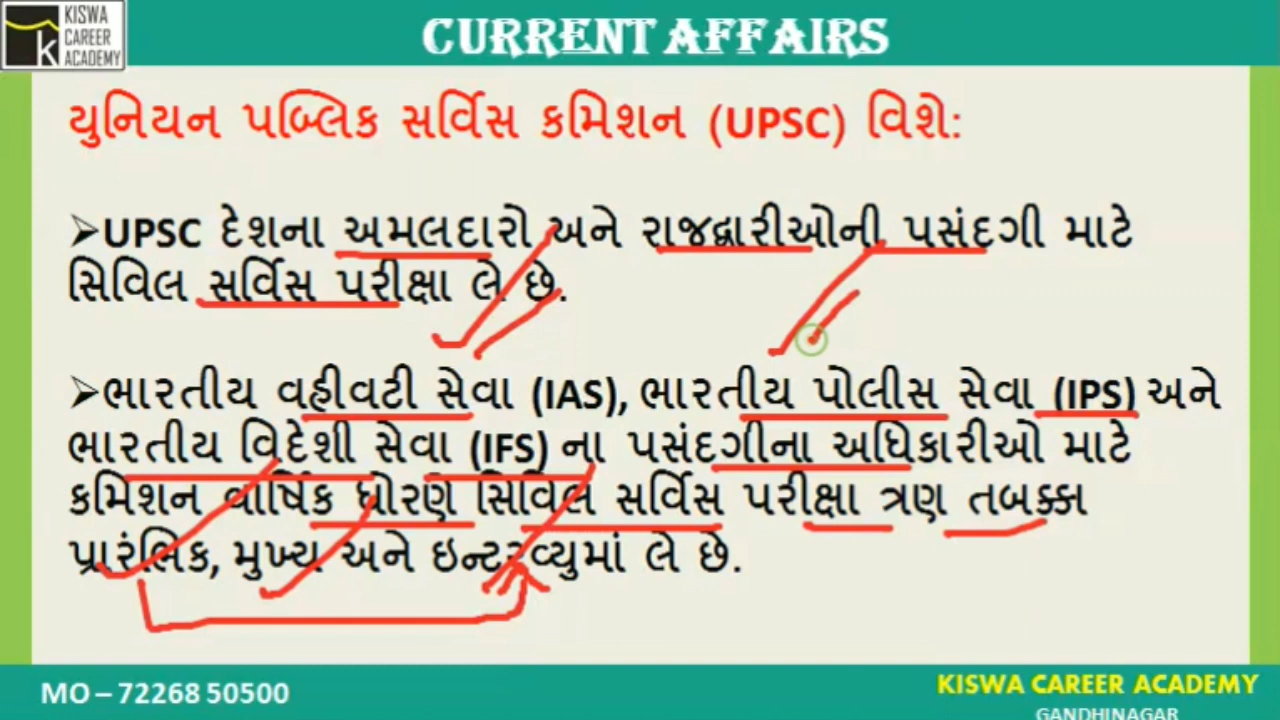 KISWA
CAREER
ACADEMY
CURRENT AFFAIRS
યુનિયન પબ્લિક સર્વિસ કમિશન (UPSC) વિશે:
➢UPSC દેશના અમલદારો અને રાજદ્વારીઓની પસંદગી માટે
સિવિલ સર્વિસ પરીક્ષા લે છે.
➢ભારતીય વહીવટી સેવા (IAS), ભારતીય પોલીસ સેવા (IPS) અને
ભારતીય વિદેશી સેવા (IFS) ના પસંદગીના અધિકારીઓ માટે
કમિશન વાર્ષિક ધોરણે સિવિલ સર્વિસ પરીક્ષા ત્રણ તબક્કા
પ્રારંભિક, મુખ્ય અને ઇન્ટરવ્યુમાં લે છે.
MO – 72268 50500
KISWA CAREER ACADEMY
GANDHINAGAR